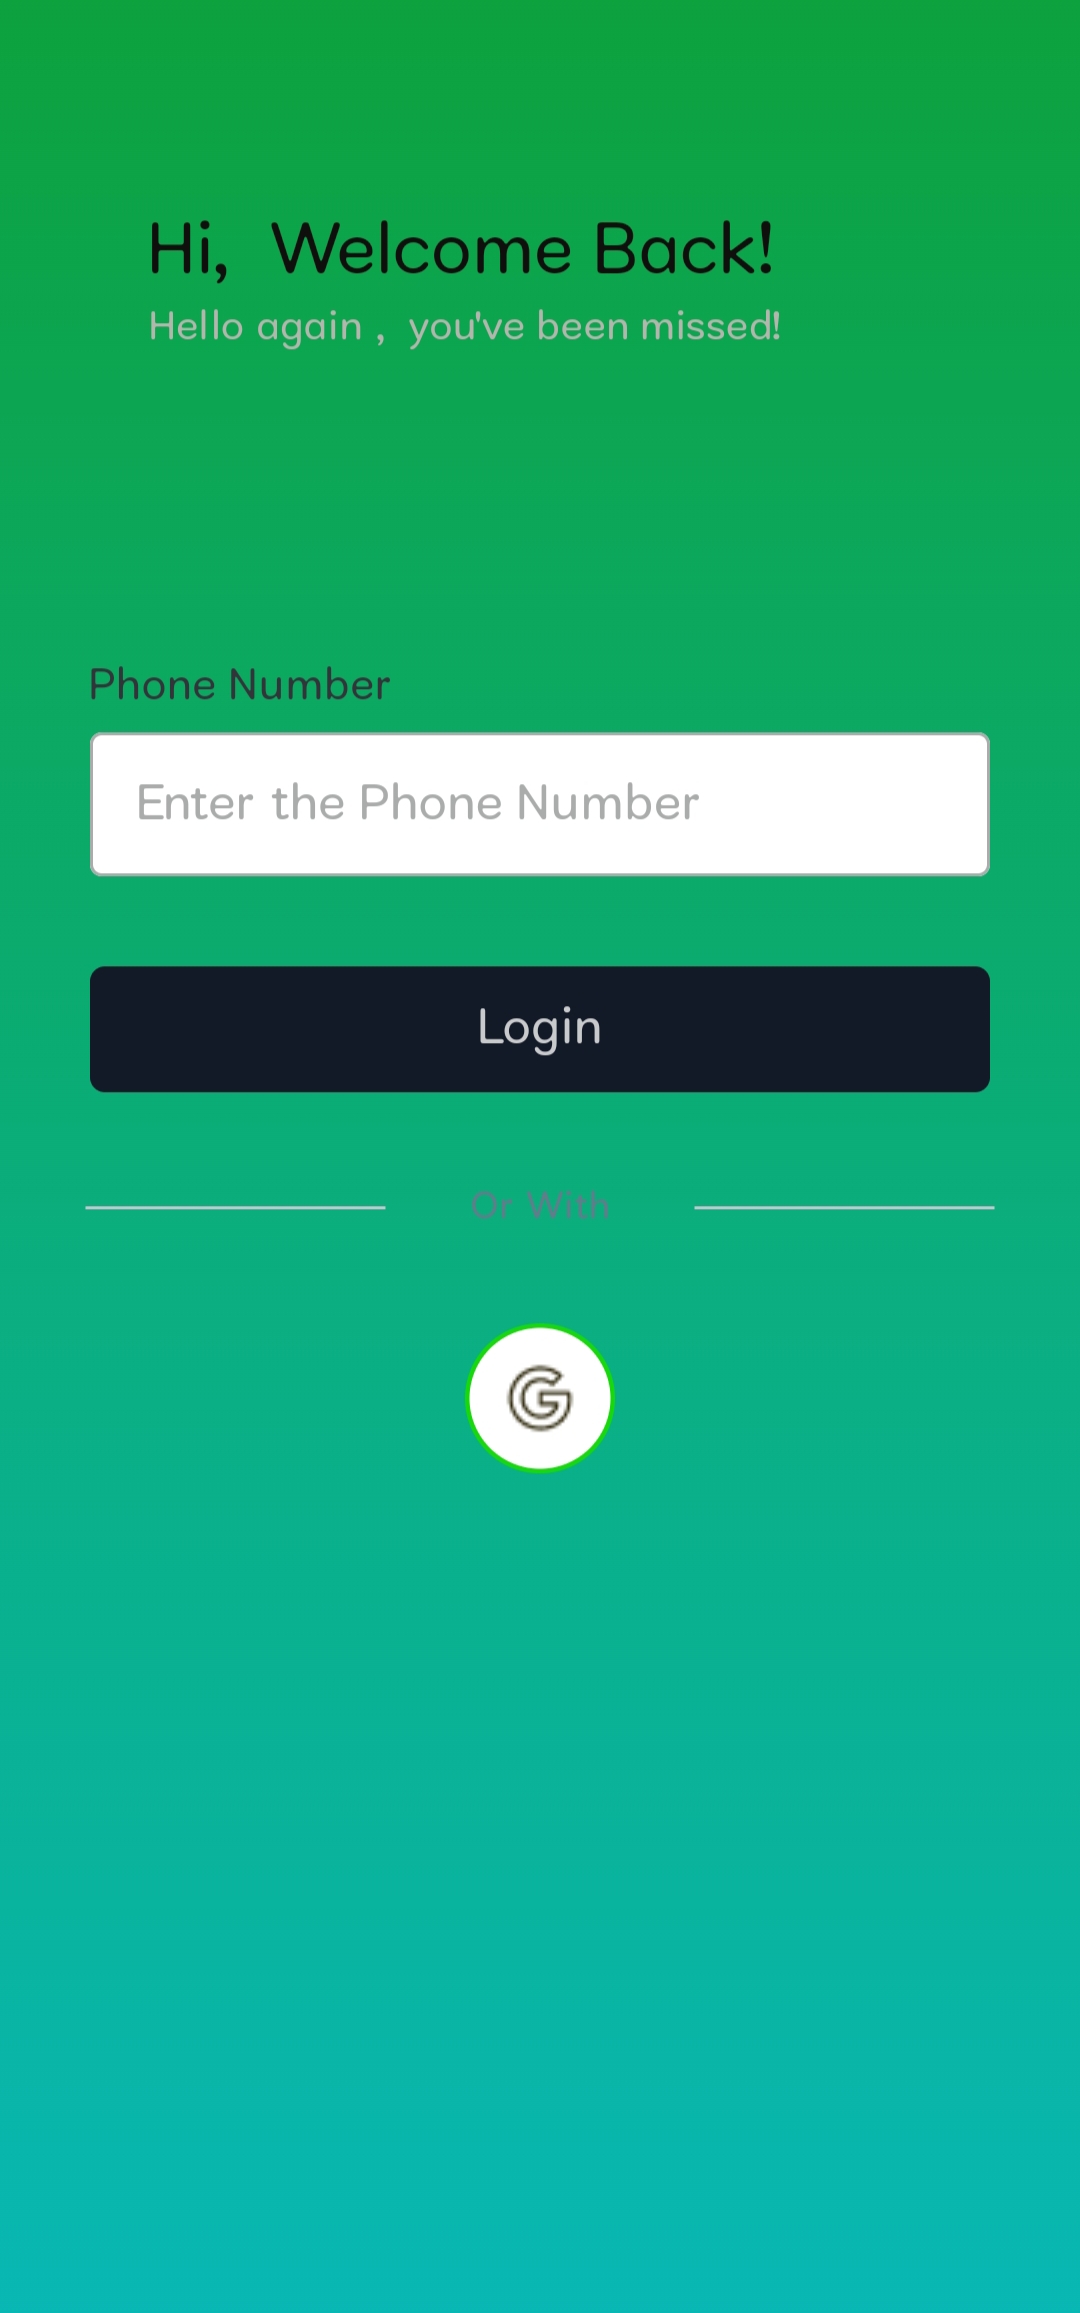 Hi,  Welcome Back!
Hello again ,  you've been missed!
Phone Number
Enter the Phone Number
Login
Or With
G